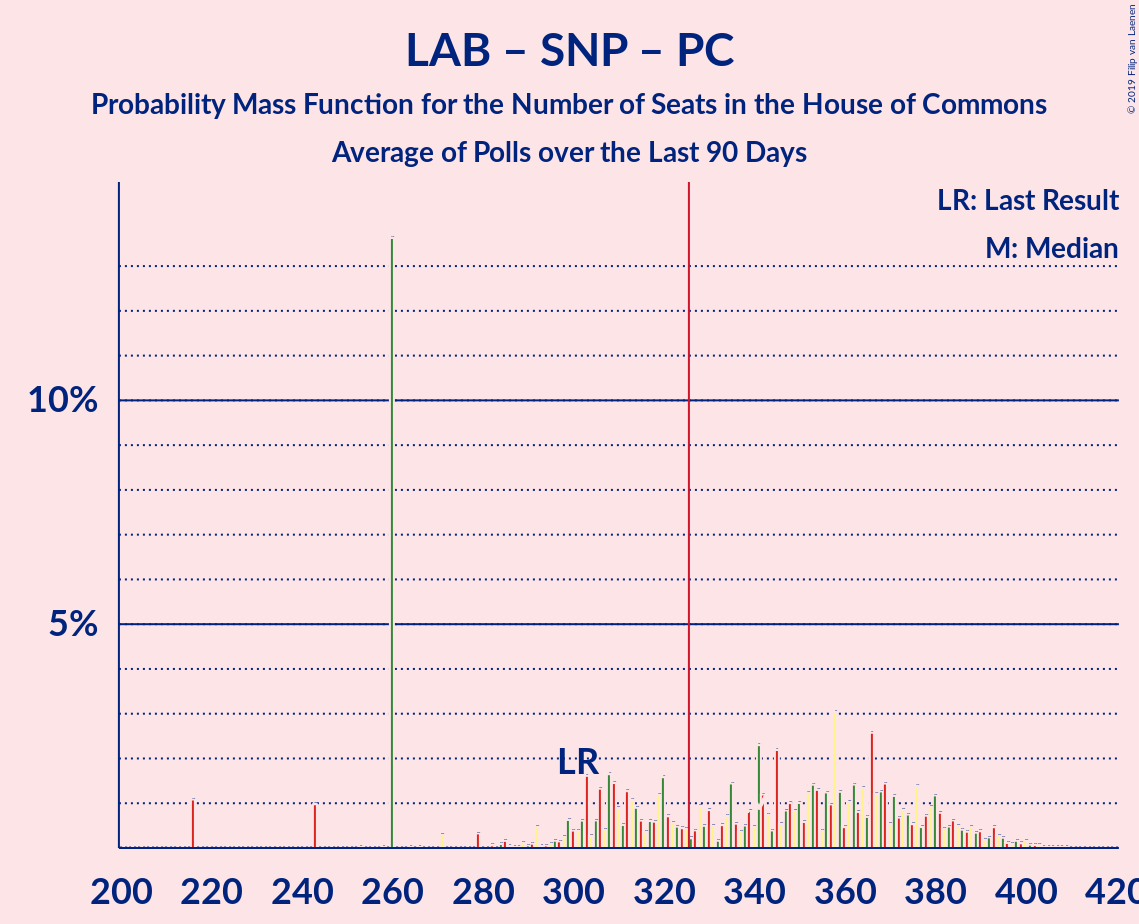 LAB – SNP – PC
Probability Mass Function for the Number of Seats in the House of Commons
Average of Polls over the Last 90 Days
© 2019 Filip van Laenen
LR: Last Result
M: Median
10%
5%
LR
200 220 240 260 280 300 320 340 360 380 400 420